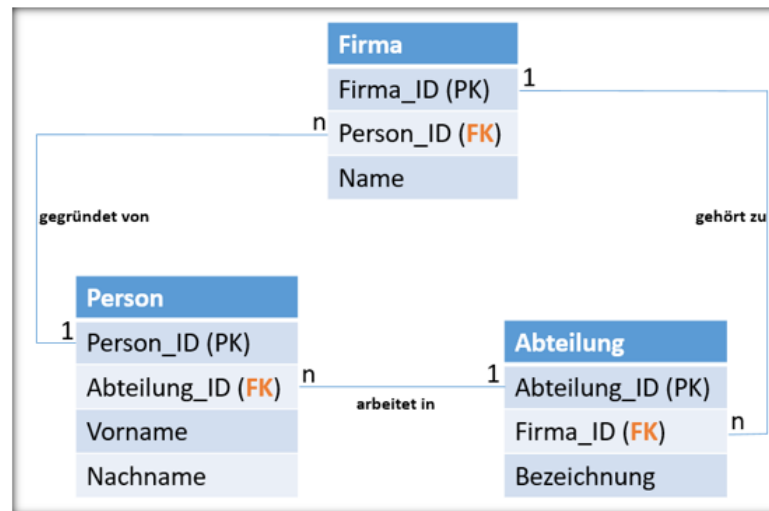 Firma
Firma_ID (PK)
1
n
Person_ID (FK)
Name
gegründet von
gehört zu
Person
1
Person_ID (PK)
Abteilung_ID (FK)
n
Vorname
Nachname
arbeitet in
Abteilung
1
Abteilung_ID (PK)
Firma_ID (FK)
n
Bezeichnung